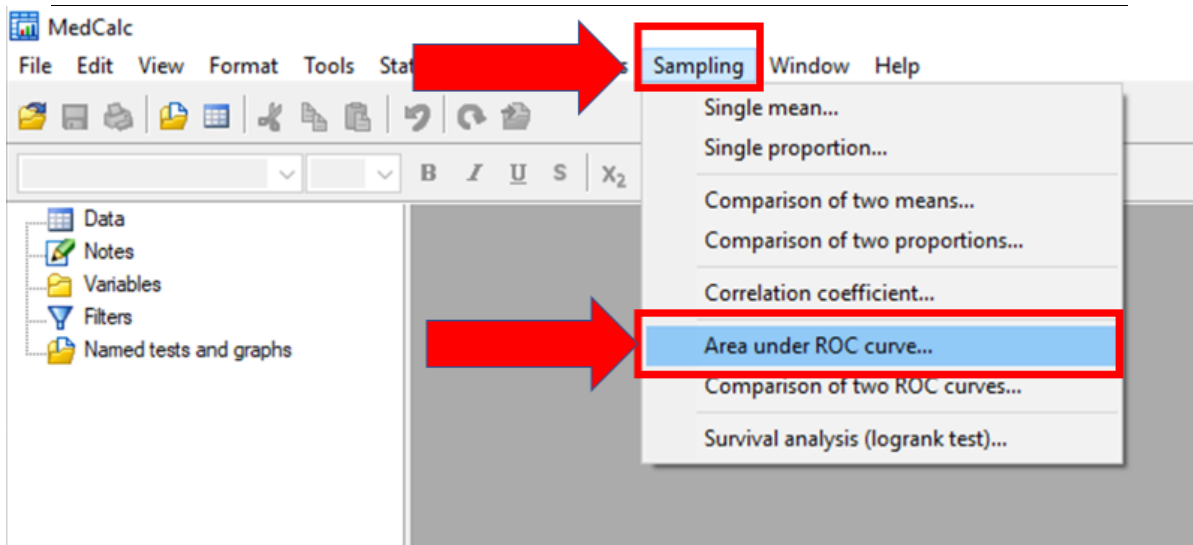 MedCalc
File Edit View Format Tools Stat s Sampling Window Help
B I U S X2
Single mean...
Single proportion...
Comparison of two means...
Comparison of two proportions...
Correlation coefficient...
Area under ROC curve...
Comparison of two ROC curves...
Survival analysis (logrank test)...
Data
Notes
Variables
Filters
Named tests and graphs